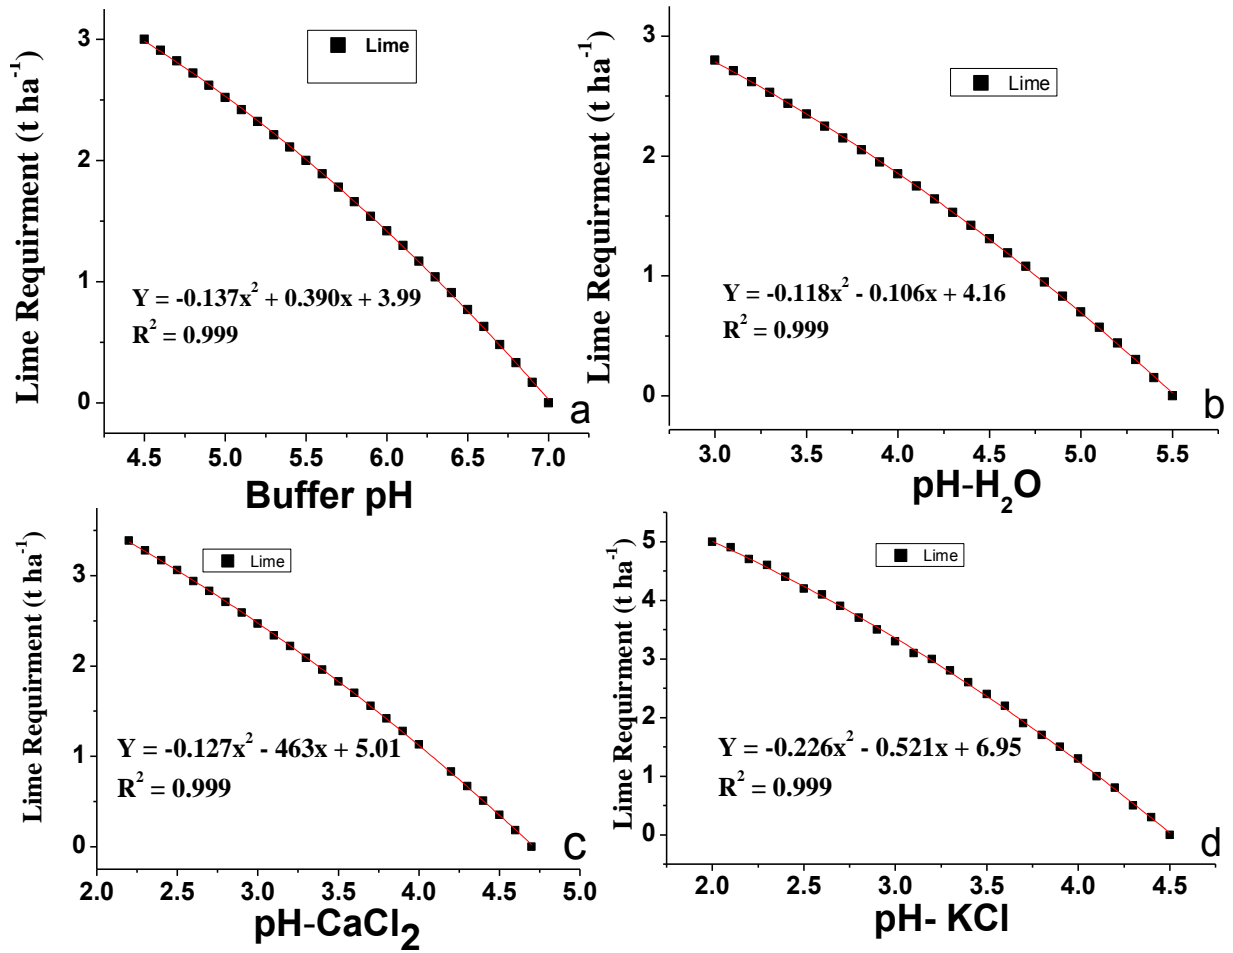 Lime Requirment (t ha-1)
3
2
1
0
Lime
Y = -0.137x2 + 0.390x + 3.99
R2 = 0.999
a
4.5 5.0 5.5 6.0 6.5 7.0
Buffer pH
Lime Requirment (t ha-1)
3
2
1
0
Lime
Y = -0.118x2 - 0.106x + 4.16
R2 = 0.999
b
3.0 3.5 4.0 4.5 5.0 5.5
pH-H2O
Lime Requirment (t ha-1)
3
2
1
0
Lime
Y = -0.127x2 - 463x + 5.01
R2 = 0.999
c
2.0 2.5 3.0 3.5 4.0 4.5 5.0
pH-CaCl2
Lime Requirment (t ha-1)
5
4
3
2
1
0
Lime
Y = -0.226x2 - 0.521x + 6.95
R2 = 0.999
d
2.0 2.5 3.0 3.5 4.0 4.5
pH- KCl